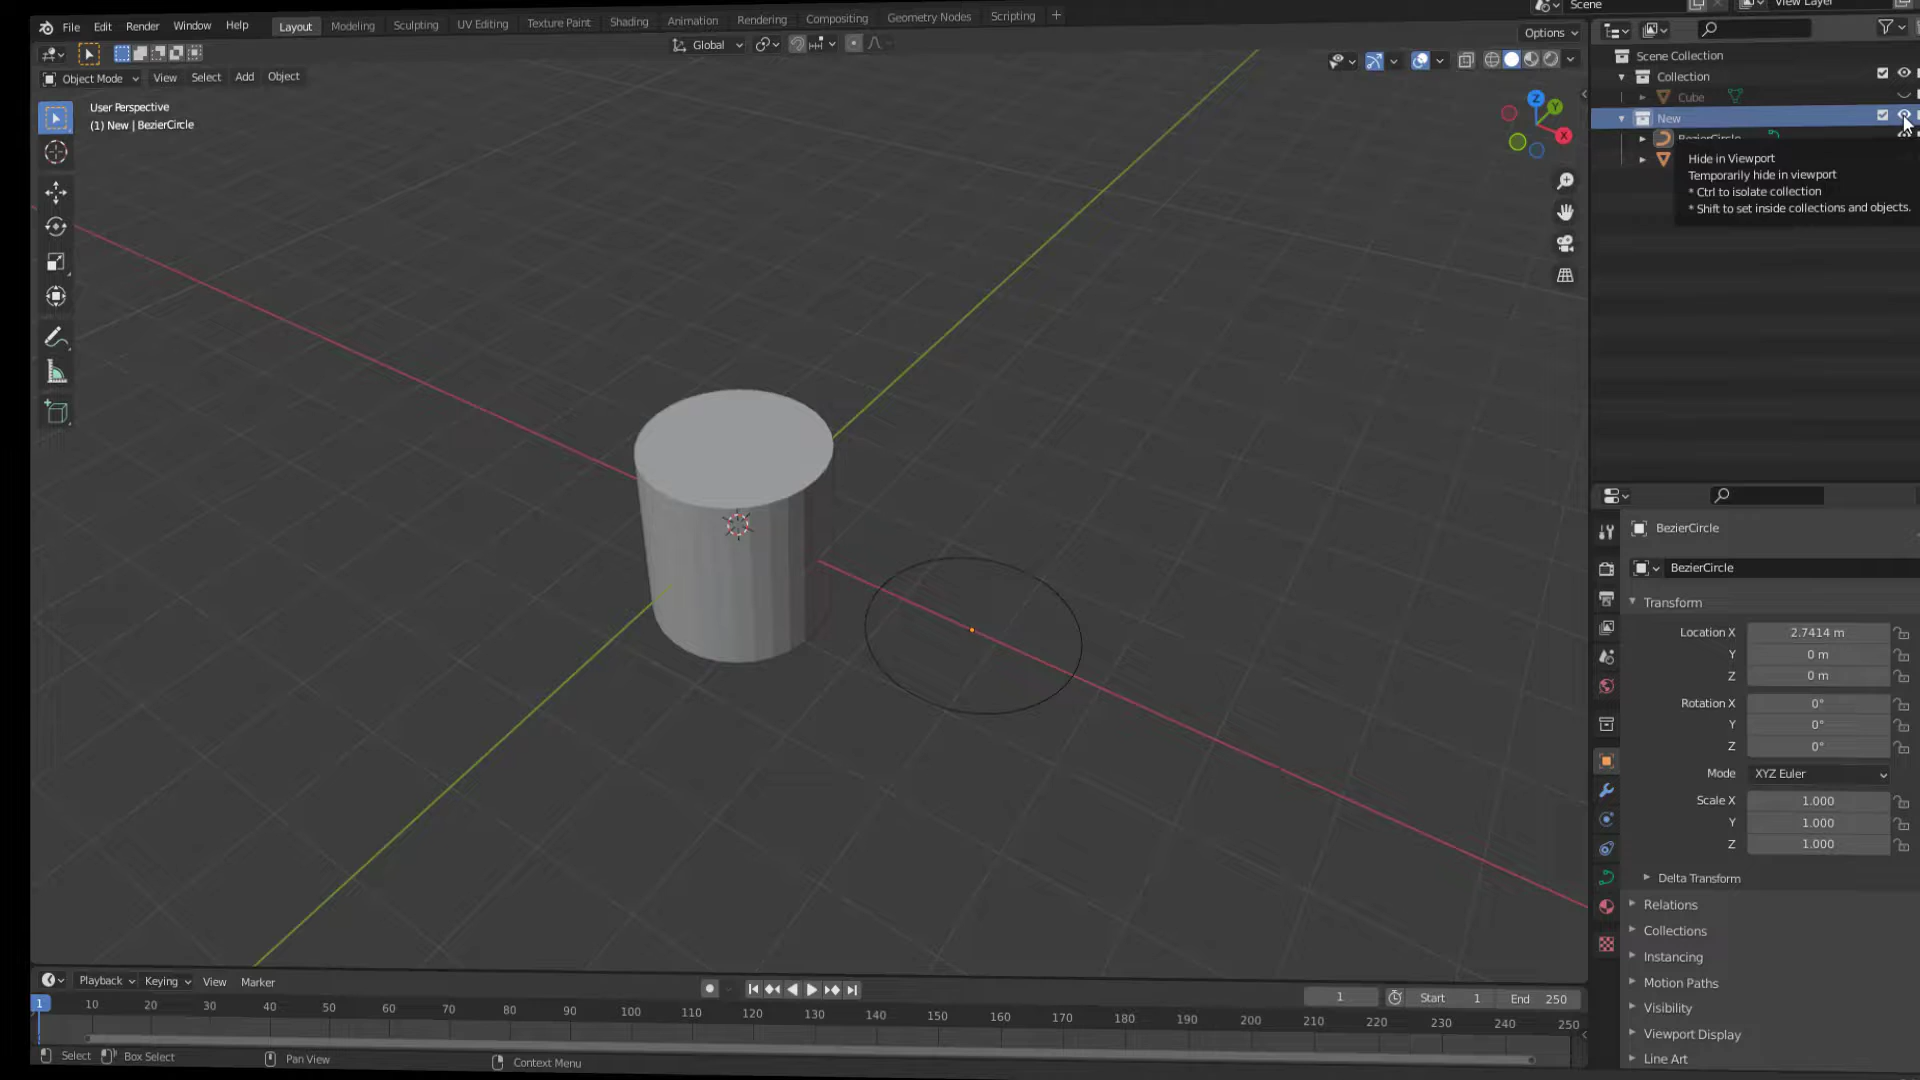 File Edit Render Window Help Layout Modeling Sculpting UV Editing Texture Paint Shading Animation Rendering Compositing Geometry Nodes Scripting + Scene View Layer
Global Options
Object Mode View Select Add Object
User Perspective
(1) New | BezierCircle
Z
Y
X
Scene Collection
Collection
Cube
New
BezierCircle
Hide in Viewport
Temporarily hide in viewport
* Ctrl to isolate collection
* Shift to set inside collections and objects.
BezierCircle
BezierCircle
Transform
Location X 2.7414 m
Y 0 m
Z 0 m
Rotation X 0°
Y 0°
Z 0°
Mode XYZ Euler
Scale X 1.000
Y 1.000
Z 1.000
Delta Transform
Relations
Collections
Instancing
Motion Paths
Visibility
Viewport Display
Line Art
Playback Keying View Marker 1 Start 1 End 250
1 10 20 30 40 50 60 70 80 90 100 110 120 130 140 150 160 170 180 190 200 210 220 230 240 250
Select Box Select Pan View Context Menu